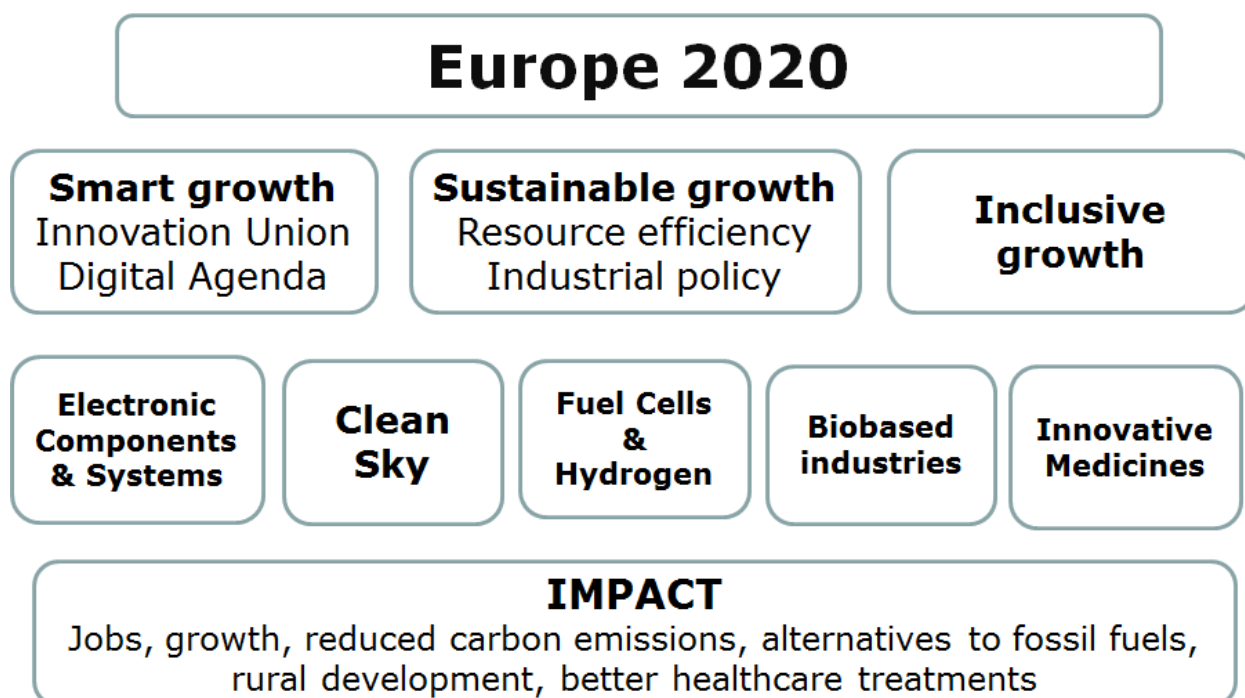 Europe 2020
Smart growth
Innovation Union
Digital Agenda
Sustainable growth
Resource efficiency
Industrial policy
Inclusive
growth
Electronic
Components
& Systems
Clean
Sky
Fuel Cells
&
Hydrogen
Biobased
industries
Innovative
Medicines
IMPACT
Jobs, growth, reduced carbon emissions, alternatives to fossil fuels,
rural development, better healthcare treatments